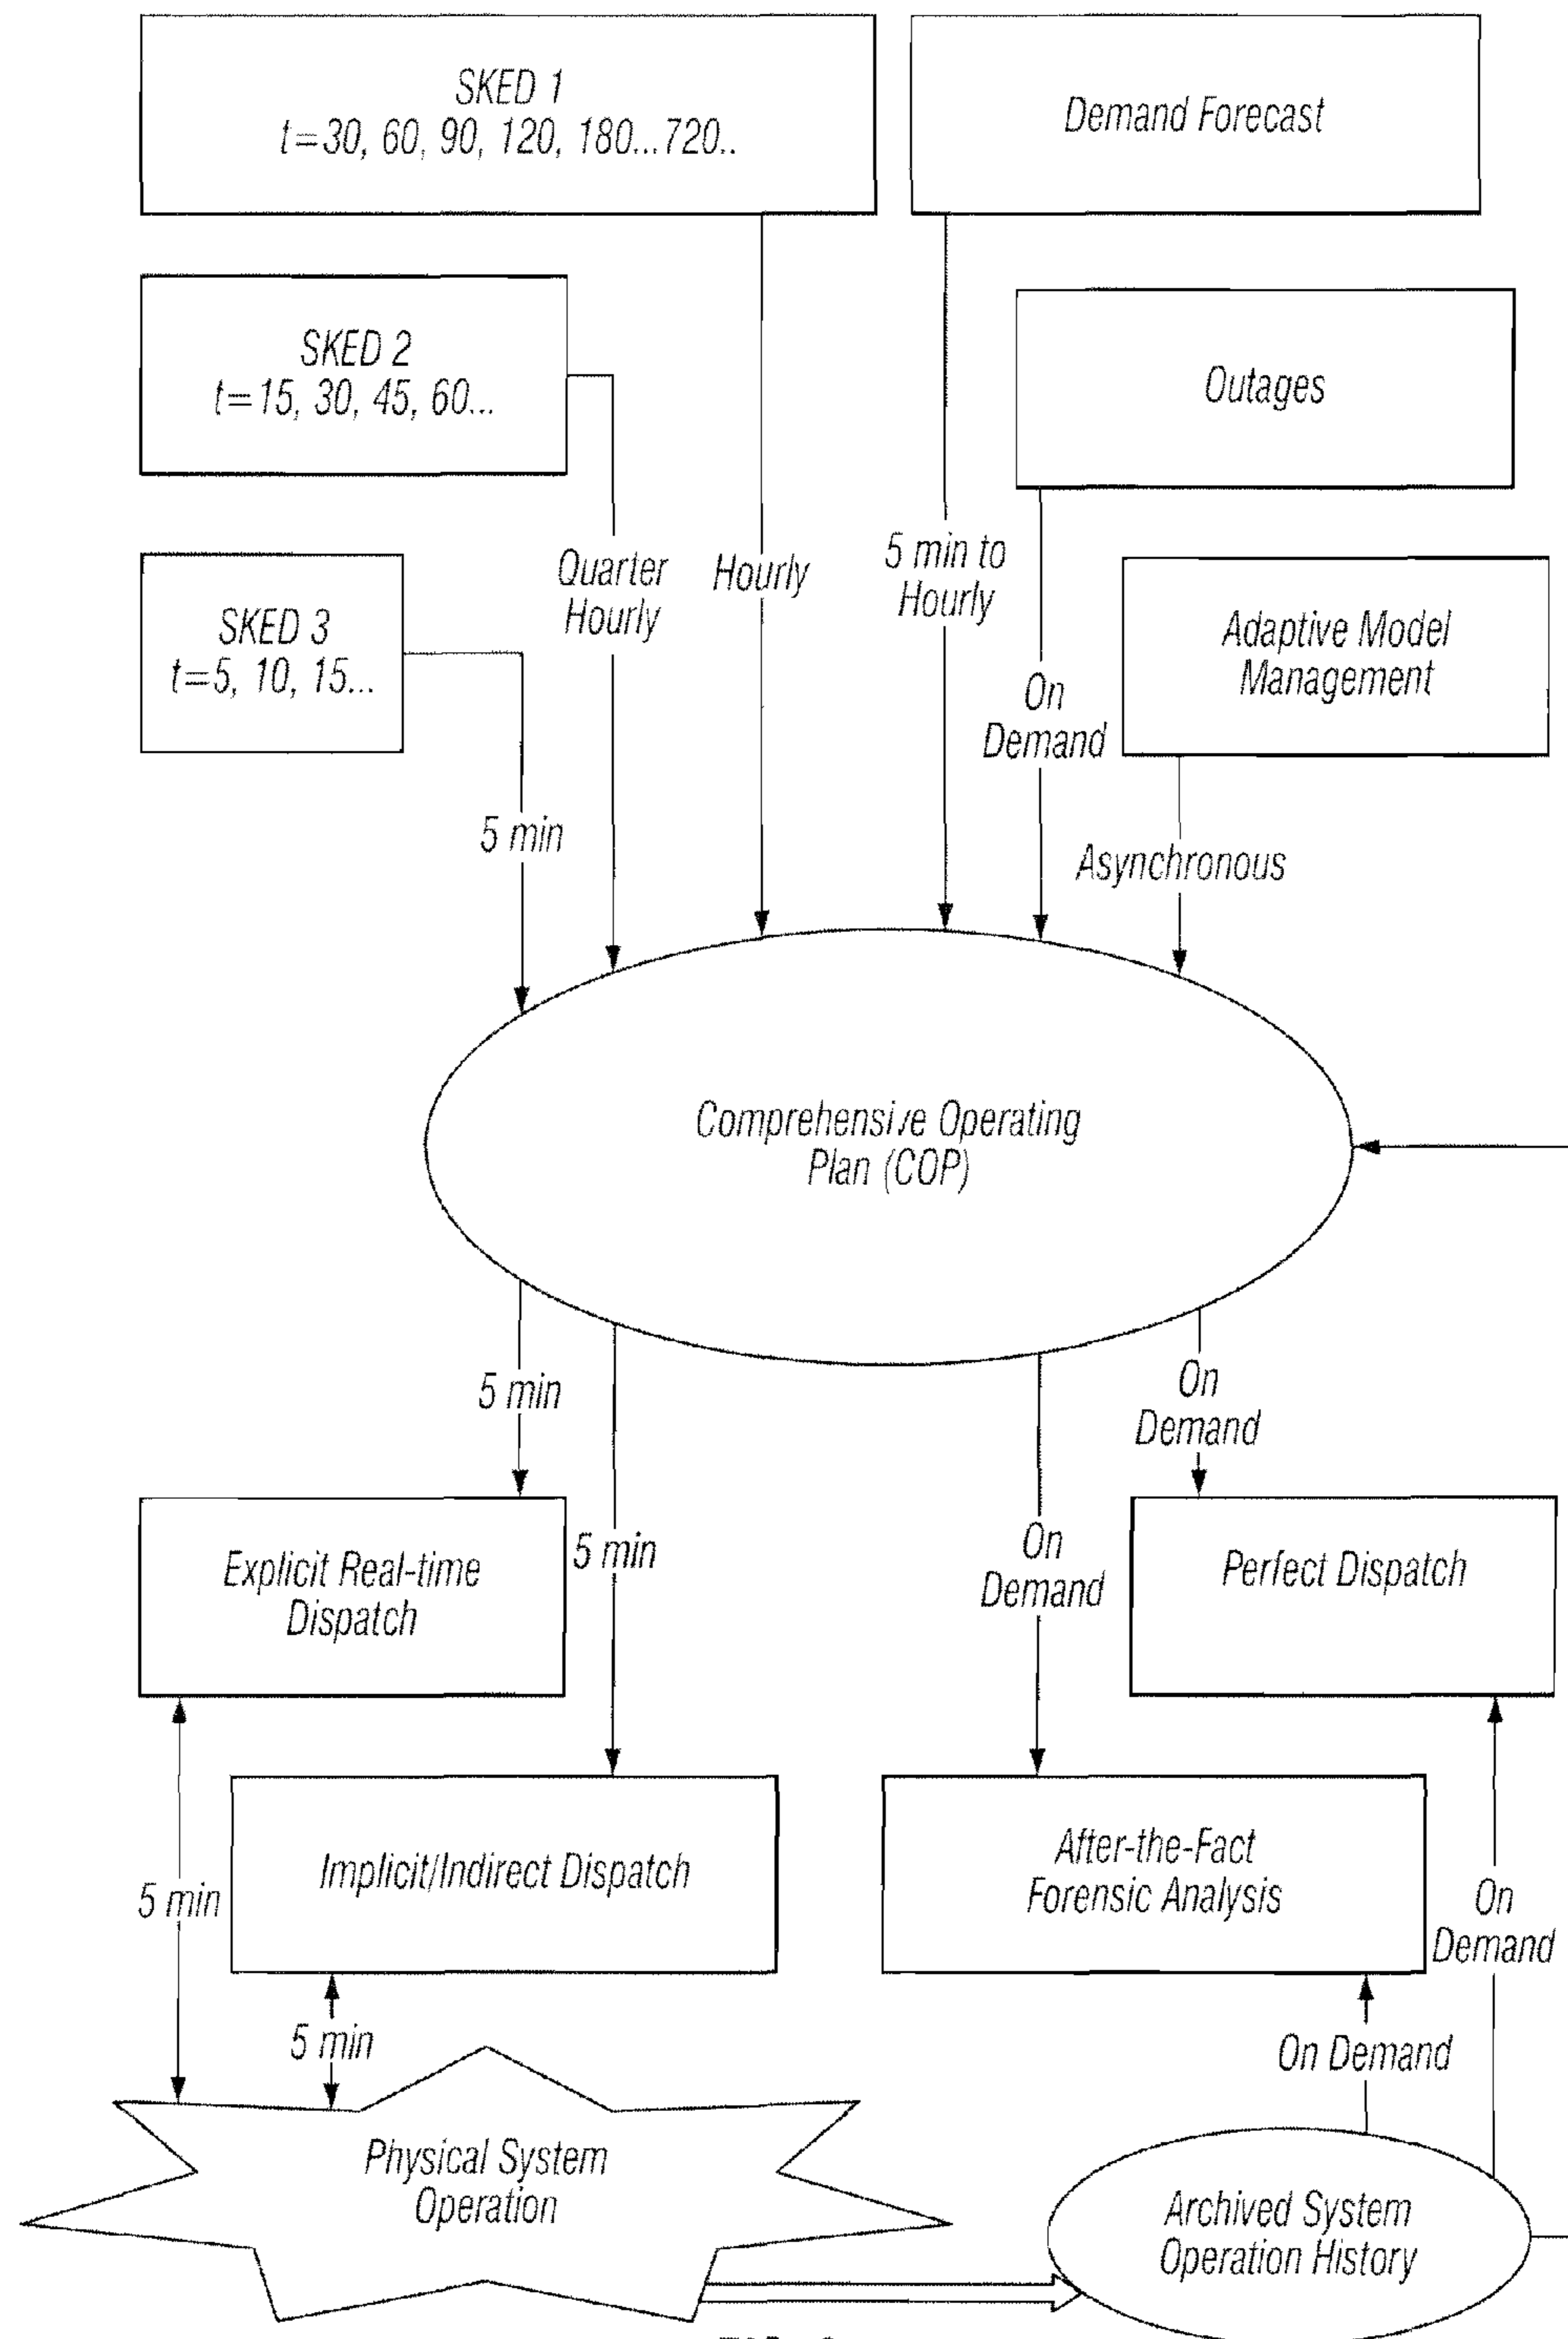 SKED 1
t=30, 60, 90, 120, 180...720..
Demand Forecast
SKED 2
t=15, 30, 45, 60...
Outages
SKED 3
t=5, 10, 15...
Quarter
Hourly
Hourly
5 min to
Hourly
On
Demand
Adaptive Model
Management
5 min
Asynchronous
Comprehensive Operating
Plan (COP)
5 min
On
Demand
Explicit Real-time
Dispatch
5 min
On
Demand
Perfect Dispatch
5 min
Implicit/Indirect Dispatch
After-the-Fact
Forensic Analysis
On
Demand
5 min
On Demand
Physical System
Operation
Archived System
Operation History